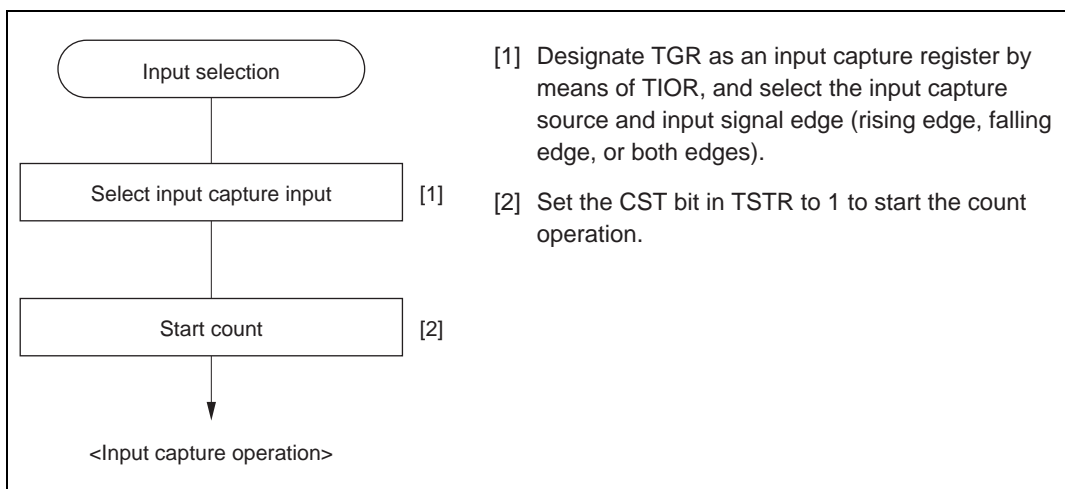 Input selection
Select input capture input
[1]
Start count
[2]
<Input capture operation>
[1] Designate TGR as an input capture register by
means of TIOR, and select the input capture
source and input signal edge (rising edge, falling
edge, or both edges).
[2] Set the CST bit in TSTR to 1 to start the count
operation.